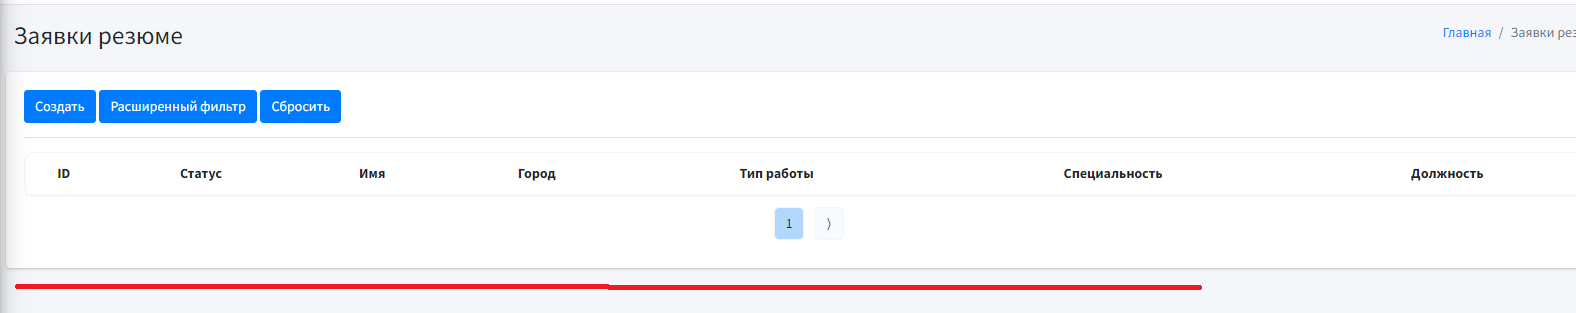 Заявки резюме
Главная / Заявки рез
Создать Расширенный фильтр Сбросить
ID Статус Имя Город Тип работы Специальность Должность
1 ⟩